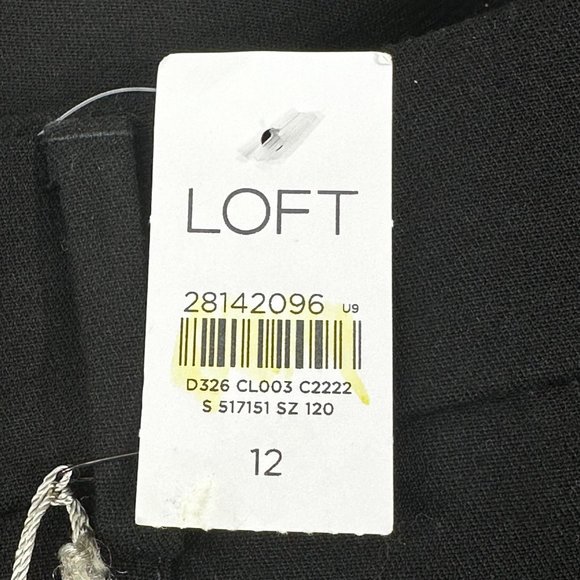 LOFT
28142096 U9
D326 CL003 C2222
S 517151 SZ 120
12